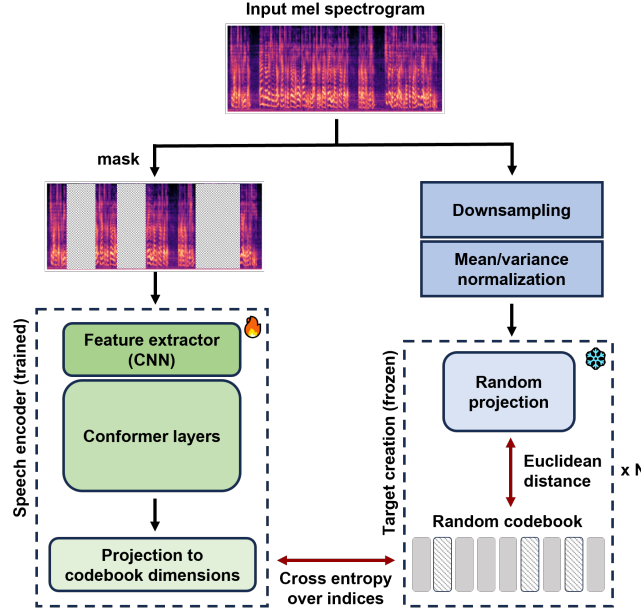 Input mel spectrogram
mask
Downsampling
Mean/variance
normalization
Speech encoder (trained)
Feature extractor
(CNN)
Conformer layers
Projection to
codebook dimensions
Target creation (frozen)
Random
projection
Euclidean
distance
x N
Random codebook
Cross entropy
over indices